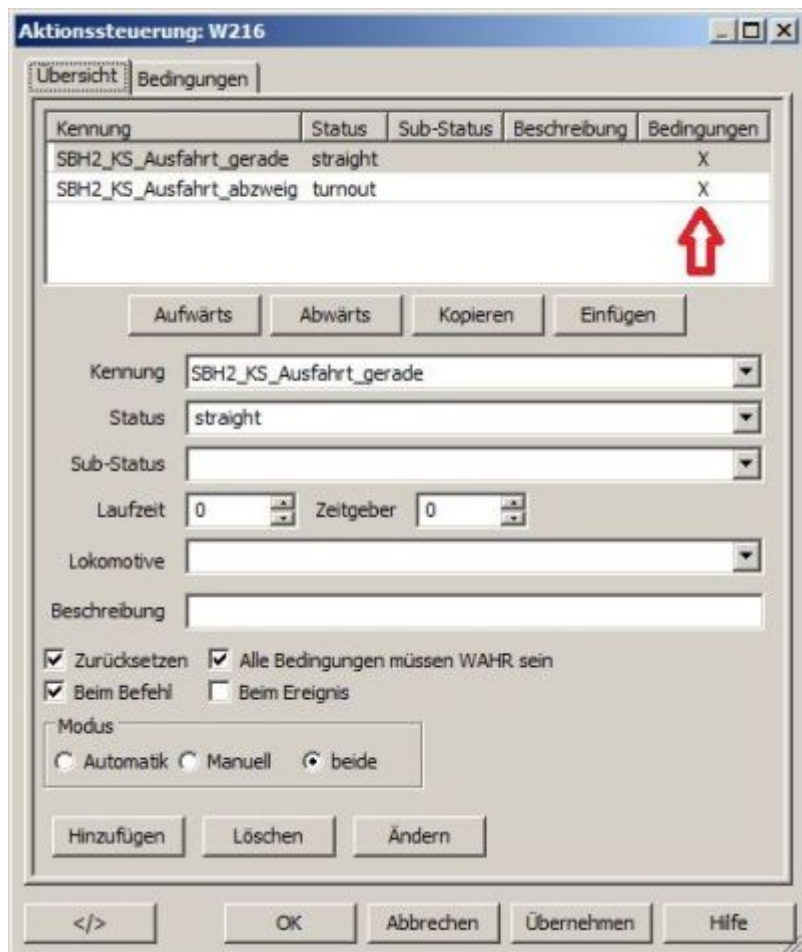 Aktionssteuerung: W216
Übersicht Bedingungen
Kennung Status Sub-Status Beschreibung Bedingungen
SBH2_KS_Ausfahrt_gerade straight X
SBH2_KS_Ausfahrt_abzweig turnout X
Aufwärts Abwärts Kopieren Einfügen
Kennung SBH2_KS_Ausfahrt_gerade
Status straight
Sub-Status
Laufzeit 0 Zeitgeber 0
Lokomotive
Beschreibung
Zurücksetzen Alle Bedingungen müssen WAHR sein
Beim Befehl Beim Ereignis
Modus
Automatik Manuell beide
Hinzufügen Löschen Ändern
</> OK Abbrechen Übernehmen Hilfe